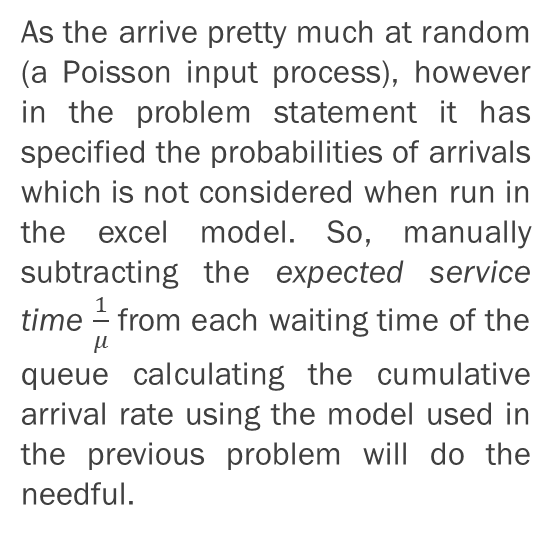 As the arrive pretty much at random
(a Poisson input process), however
in the problem statement it has
specified the probabilities of arrivals
which is not considered when run in
the excel model. So, manually
subtracting the expected service
time 1/μ from each waiting time of the
queue calculating the cumulative
arrival rate using the model used in
the previous problem will do the
needful.